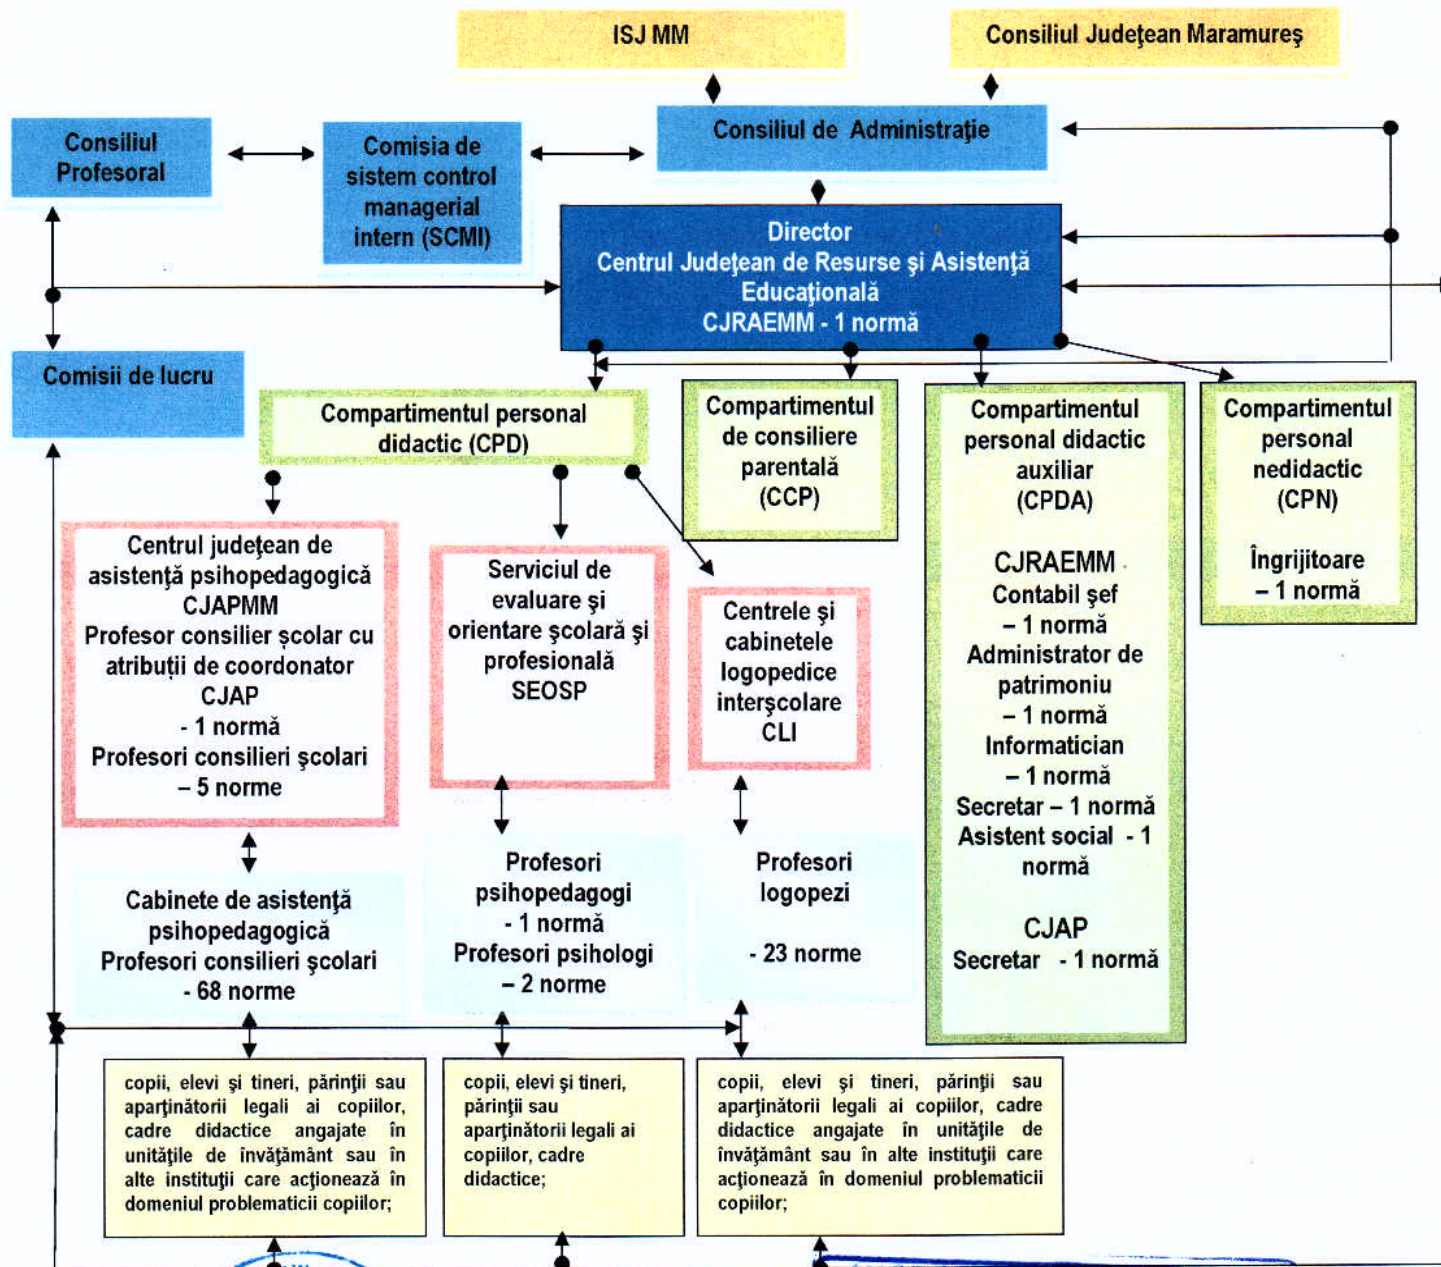 ISJ MM
Consiliul Judeţean Maramureş
Consiliul de Administraţie
Consiliul
Profesoral
Comisia de
sistem control
managerial
intern (SCMI)
Director
Centrul Judeţean de Resurse şi Asistenţă
Educaţională
CJRAEMM - 1 normă
Comisii de lucru
Compartimentul personal
didactic (CPD)
Compartimentul
de consiliere
parentală
(CCP)
Compartimentul
personal didactic
auxiliar
(CPDA)
CJRAEMM
Contabil şef
– 1 normă
Administrator de
patrimoniu
– 1 normă
Informatician
– 1 normă
Secretar – 1 normă
Asistent social - 1
normă
CJAP
Secretar - 1 normă
Compartimentul
personal
nedidactic
(CPN)
Îngrijitoare
– 1 normă
Centrul judeţean de
asistenţă psihopedagogică
CJAPMM
Profesor consilier școlar cu
atribuții de coordonator
CJAP
- 1 normă
Profesori consilieri şcolari
– 5 norme
Serviciul de
evaluare şi
orientare şcolară şi
profesională
SEOSP
Centrele şi
cabinetele
logopedice
interşcolare
CLI
Cabinete de asistenţă
psihopedagogică
Profesori consilieri şcolari
- 68 norme
Profesori
psihopedagogi
- 1 normă
Profesori psihologi
– 2 norme
Profesori
logopezi
- 23 norme
copii, elevi şi tineri, părinţii sau
aparţinătorii legali ai copiilor,
cadre didactice angajate în
unităţile de învăţământ sau în
alte instituţii care acţionează în
domeniul problematicii copiilor;
copii, elevi şi tineri,
părinţii sau
aparţinătorii legali ai
copiilor, cadre
didactice;
copii, elevi şi tineri, părinţii sau
aparţinătorii legali ai copiilor, cadre
didactice angajate în unităţile de
învăţământ sau în alte instituţii care
acţionează în domeniul problematicii
copiilor;